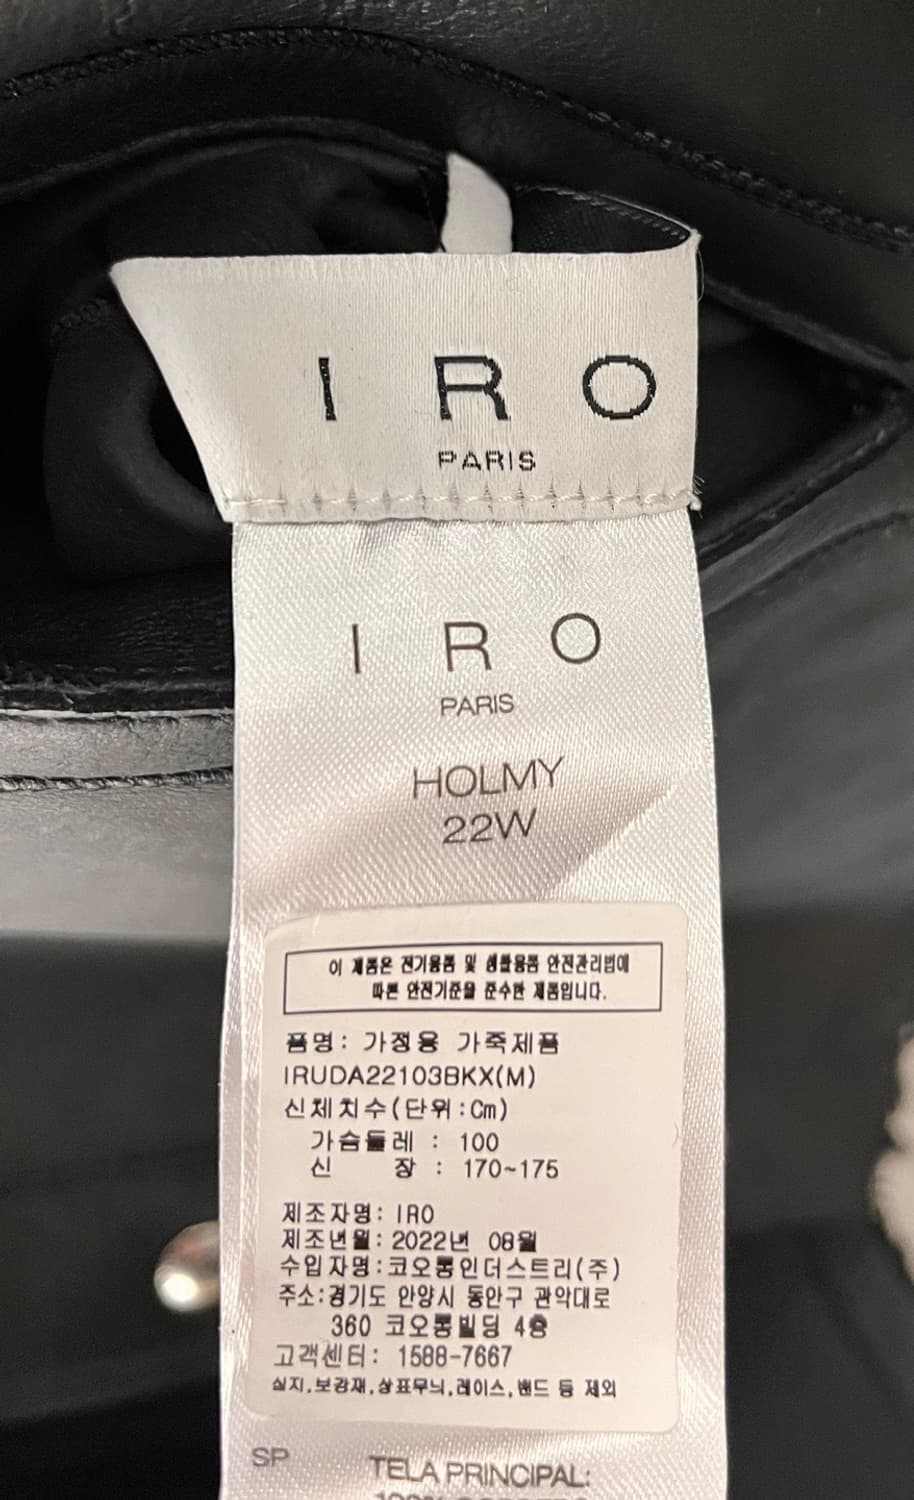 I R O
PARIS
I R O
PARIS
HOLMY
22W
이 제품은 전기용품 및 생활용품 안전관리법에
따른 안전기준을 준수한 제품입니다.
품명: 가정용 가죽제품
IRUDA22103BKX(M)
신체치수(단위:Cm)
가슴둘레 : 100
신 장 : 170~175
제조자명: IRO
제조년월: 2022년 08월
수입자명:코오롱인더스트리(주)
주소:경기도 안양시 동안구 관악대로
360 코오롱빌딩 4층
고객센터: 1588-7667
실지,보강재,상표무늬,레이스,밴드 등 제외
SP
TELA PRINCIPAL: